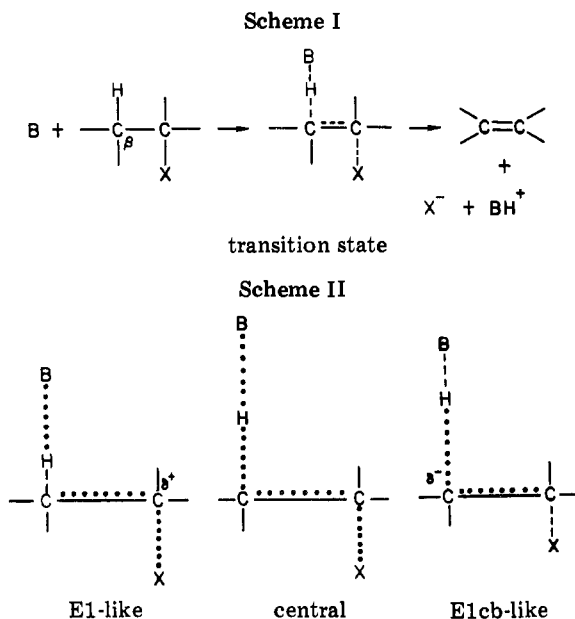 Scheme I
B
H H
B + C C C C C C
β
X X
+
X⁻ + BH⁺
transition state
Scheme II
B B B
H H H
C C δ⁺ C C δ⁻ C C
X X X
E1-like central E1cb-like